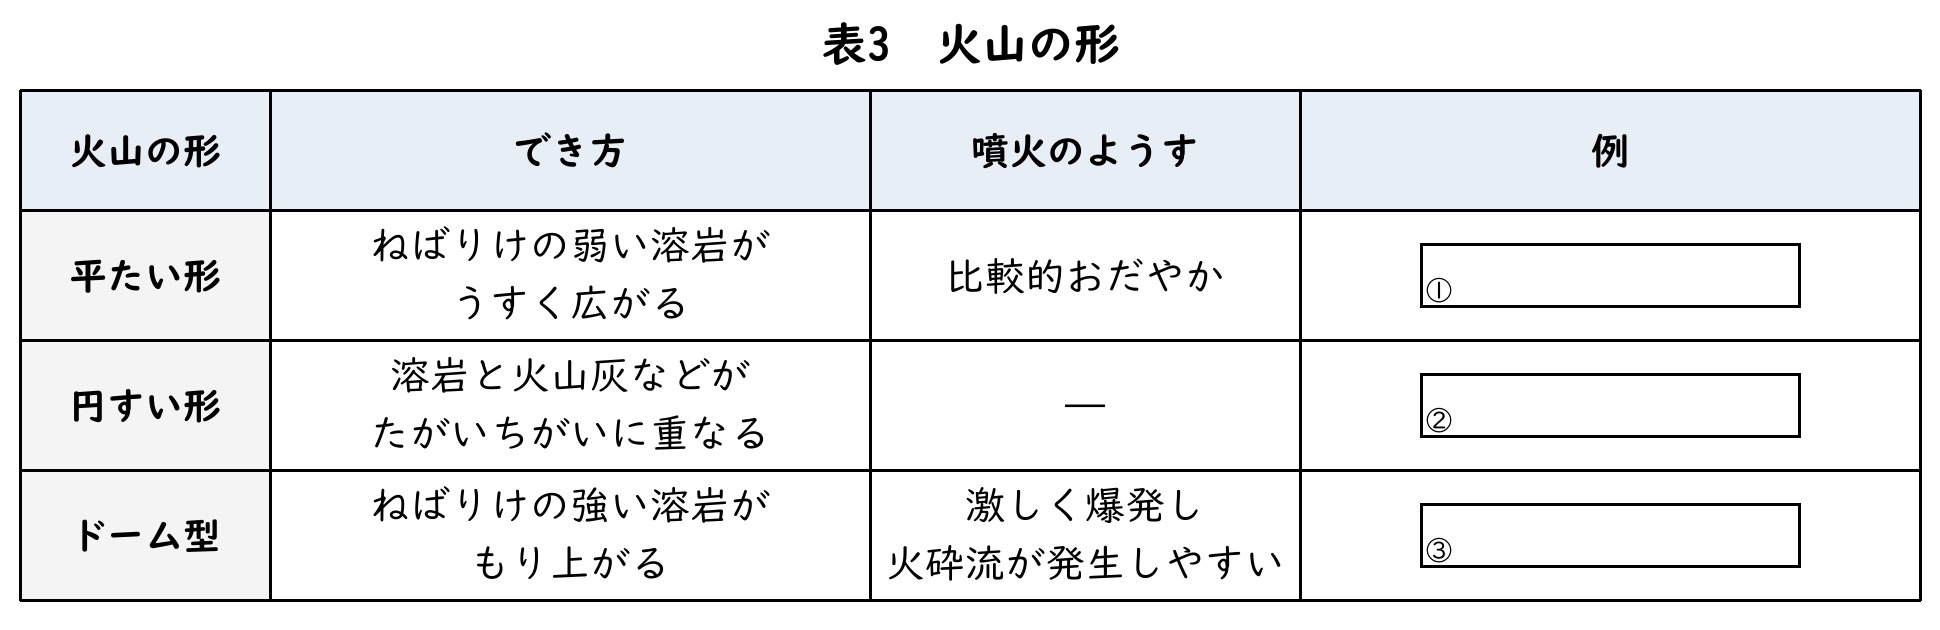 表3　火山の形
火山の形
でき方
噴火のようす
例
平たい形
ねばりけの弱い溶岩が
うすく広がる
比較的おだやか
①
円すい形
溶岩と火山灰などが
たがいちがいに重なる
―
②
ドーム型
ねばりけの強い溶岩が
もり上がる
激しく爆発し
火砕流が発生しやすい
③